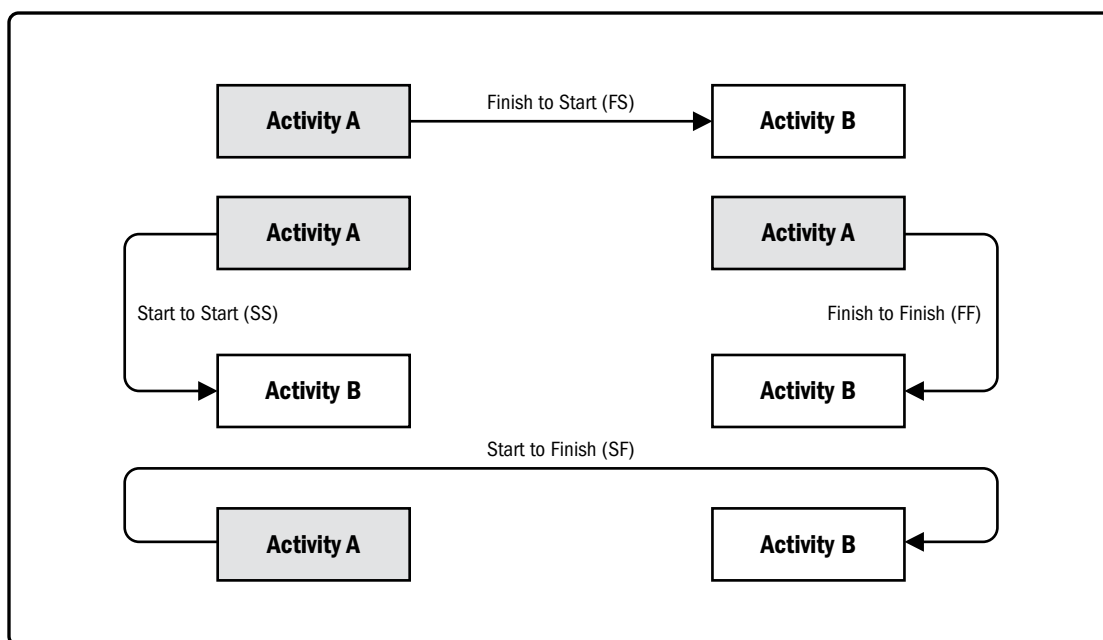 Activity A
Finish to Start (FS)
Activity B
Activity A
Activity A
Start to Start (SS)
Finish to Finish (FF)
Activity B
Activity B
Start to Finish (SF)
Activity A
Activity B